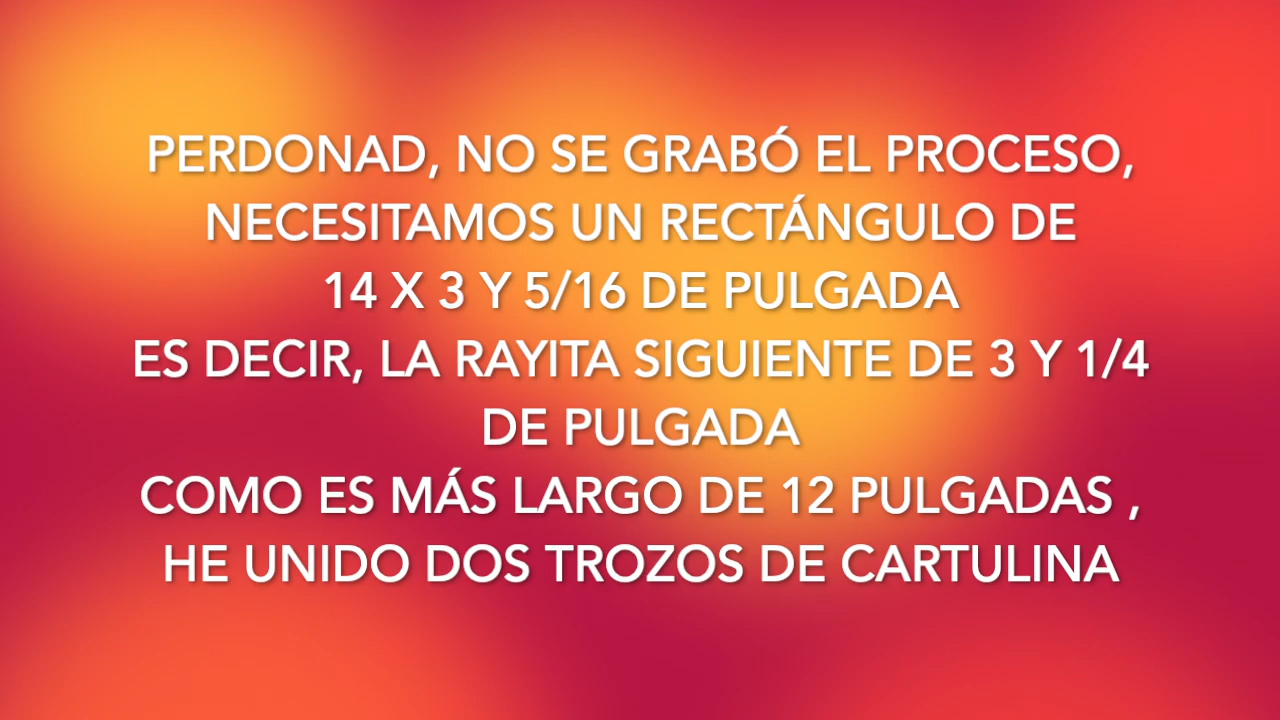 PERDONAD, NO SE GRABÓ EL PROCESO,
NECESITAMOS UN RECTÁNGULO DE
14 X 3 Y 5/16 DE PULGADA
ES DECIR, LA RAYITA SIGUIENTE DE 3 Y 1/4
DE PULGADA
COMO ES MÁS LARGO DE 12 PULGADAS ,
HE UNIDO DOS TROZOS DE CARTULINA